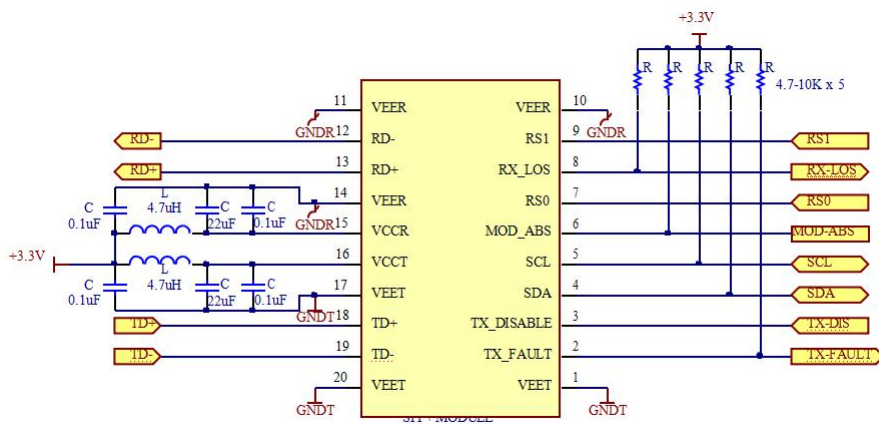 +3.3V
R R R R R
4.7-10K x 5
11 VEER VEER 10
GNDR GNDR
RD- 12 RD- RS1 9 RS1
RD+ 13 RD+ RX_LOS 8 RX-LOS
L
4.7uH
14 VEER RS0 7 RS0
C C C
0.1uF 22uF 0.1uF
GNDR
15 VCCR MOD_ABS 6 MOD-ABS
+3.3V
16 VCCT SCL 5 SCL
L
4.7uH
C C C
0.1uF 22uF 0.1uF
17 VEET SDA 4 SDA
GNDT
TD+ 18 TD+ TX_DISABLE 3 TX-DIS
TD- 19 TD- TX_FAULT 2 TX-FAULT
20 VEET VEET 1
GNDT GNDT
MODULE